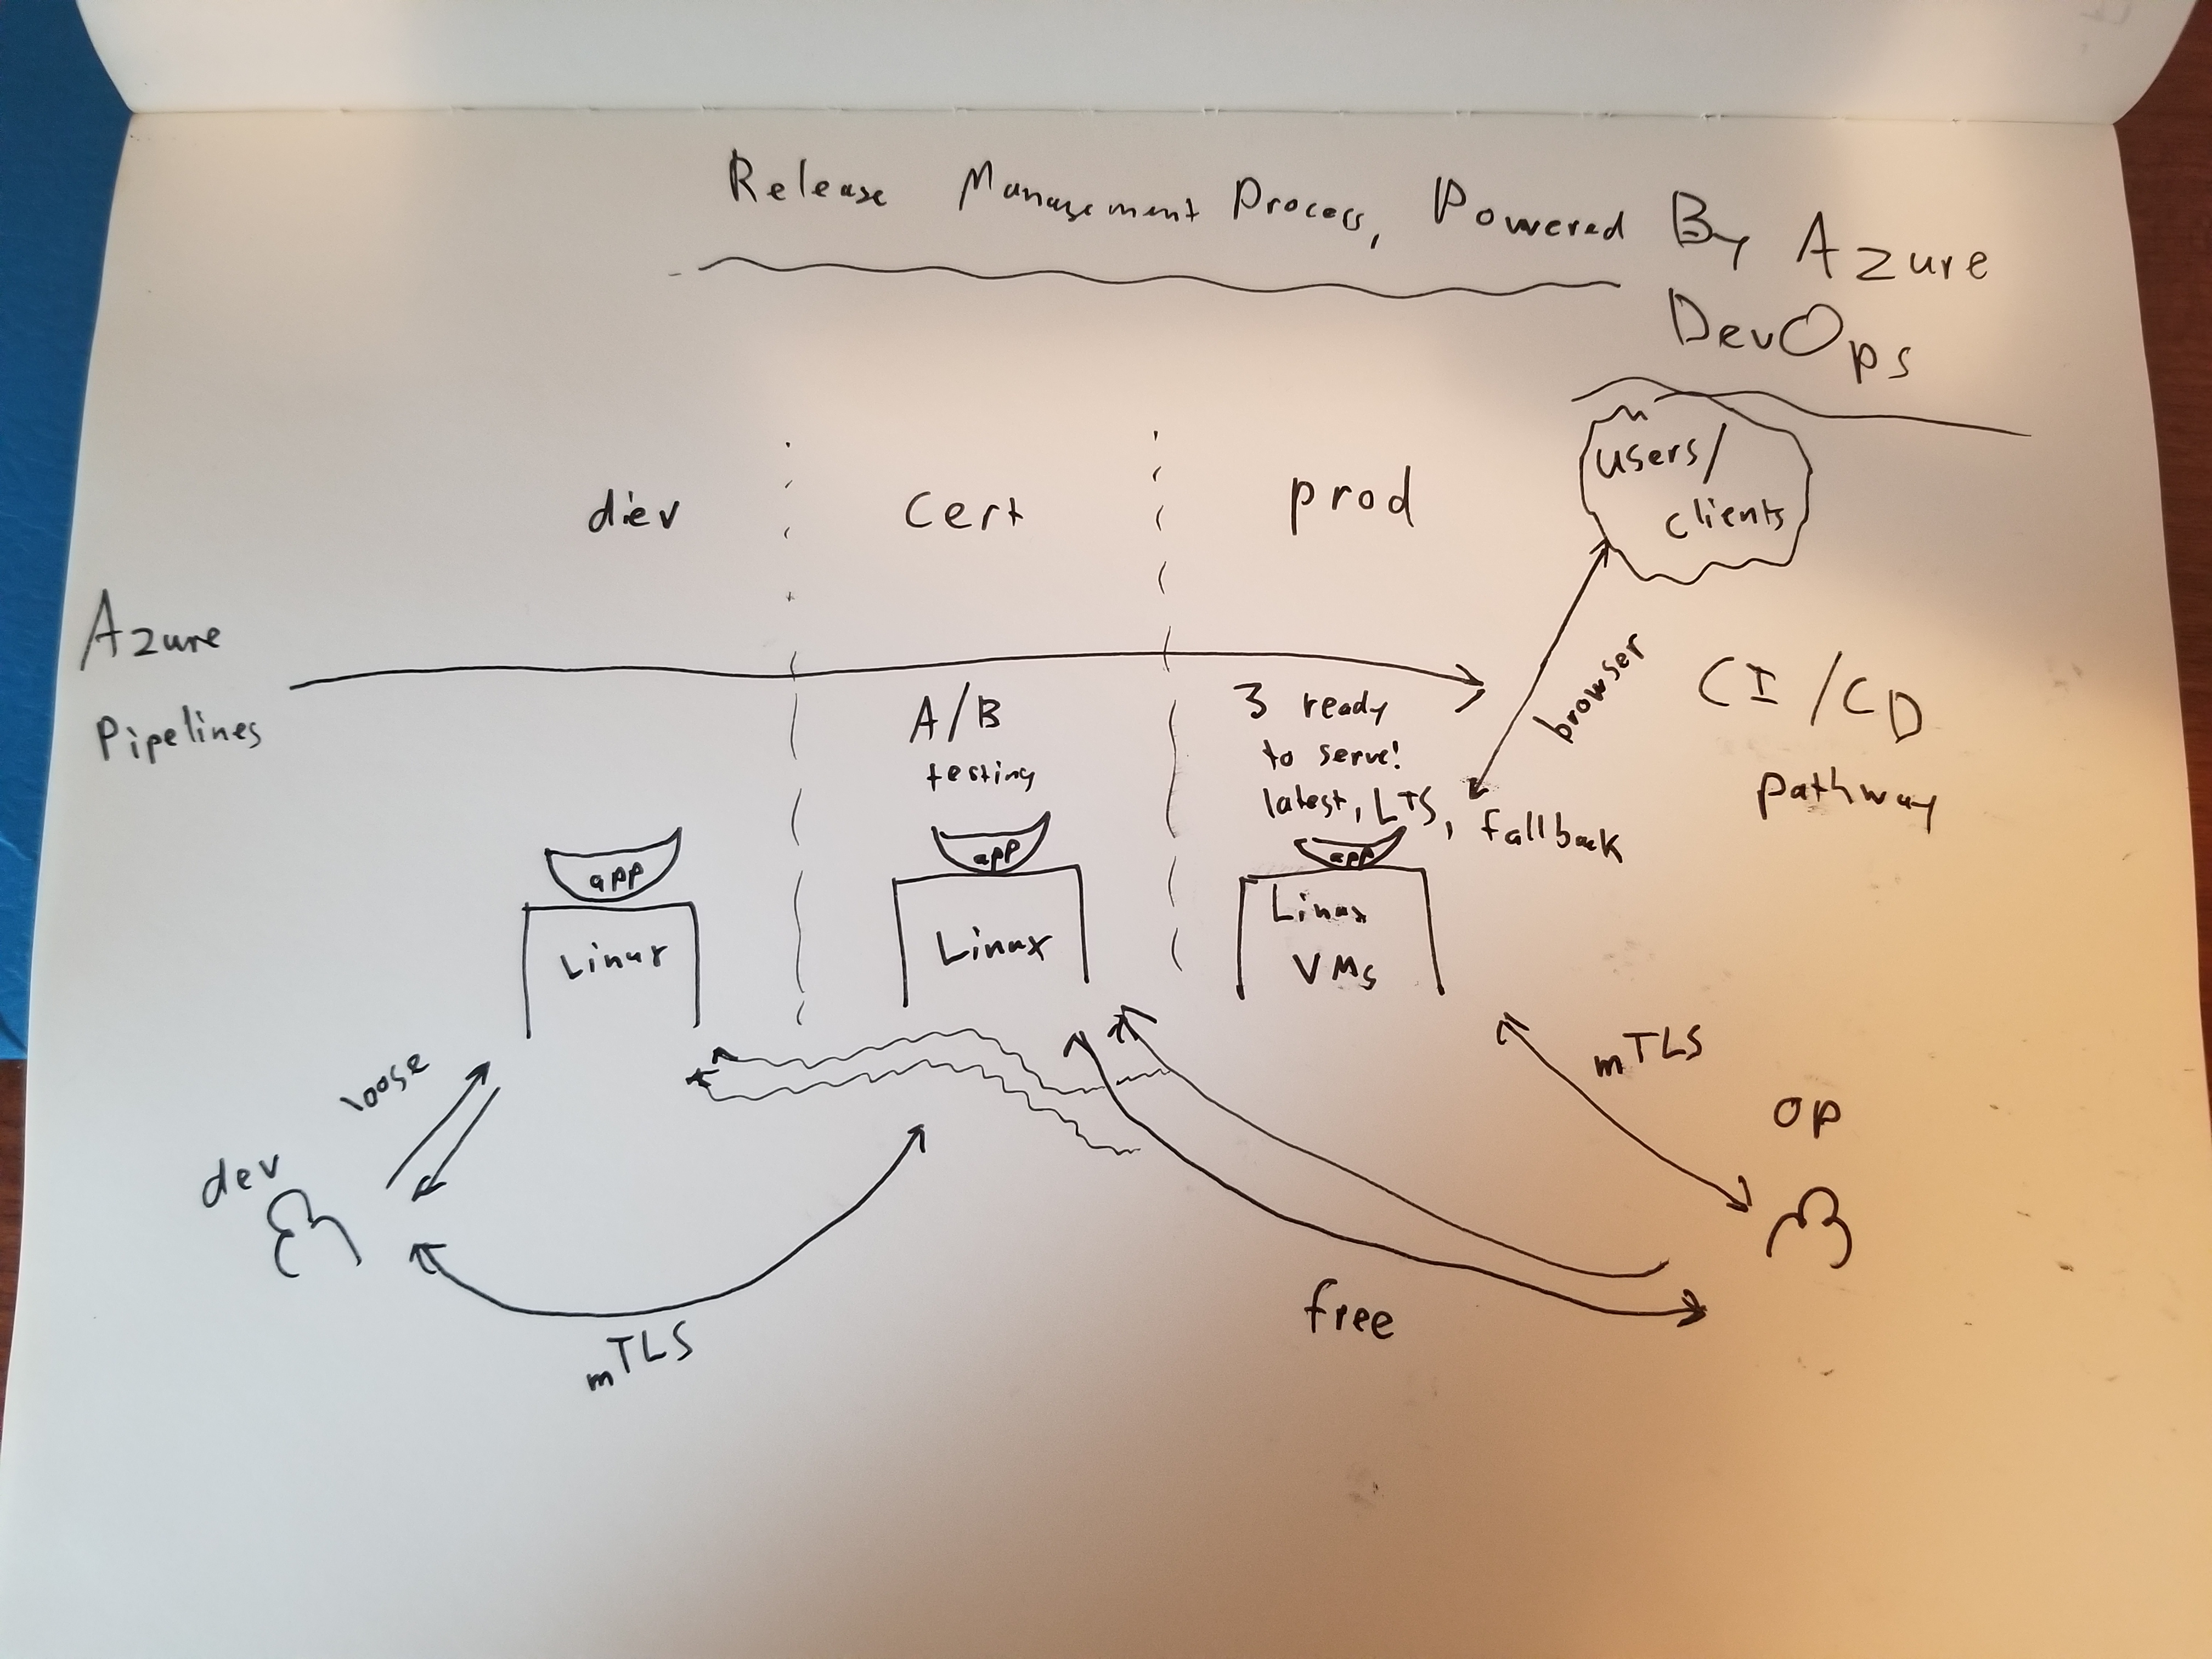 Release Management Process, Powered By Azure
DevOps
dev
Cert
prod
users/
clients
Azure
Pipelines
A/B
testing
3 ready
to serve!
latest, LTS, fallback
browser
CI/CD
pathway
app
Linux
app
Linux
app
Linux
VMs
dev
loose
mTLS
free
mTLS
op